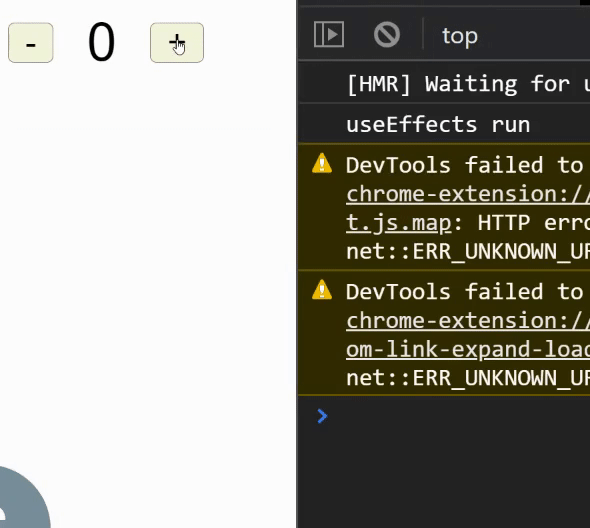 - 0 +
top
[HMR] Waiting for u
useEffects run
DevTools failed to
chrome-extension://
t.js.map: HTTP erro
net::ERR_UNKNOWN_UR
DevTools failed to
chrome-extension://
om-link-expand-load
net::ERR_UNKNOWN_UR
>